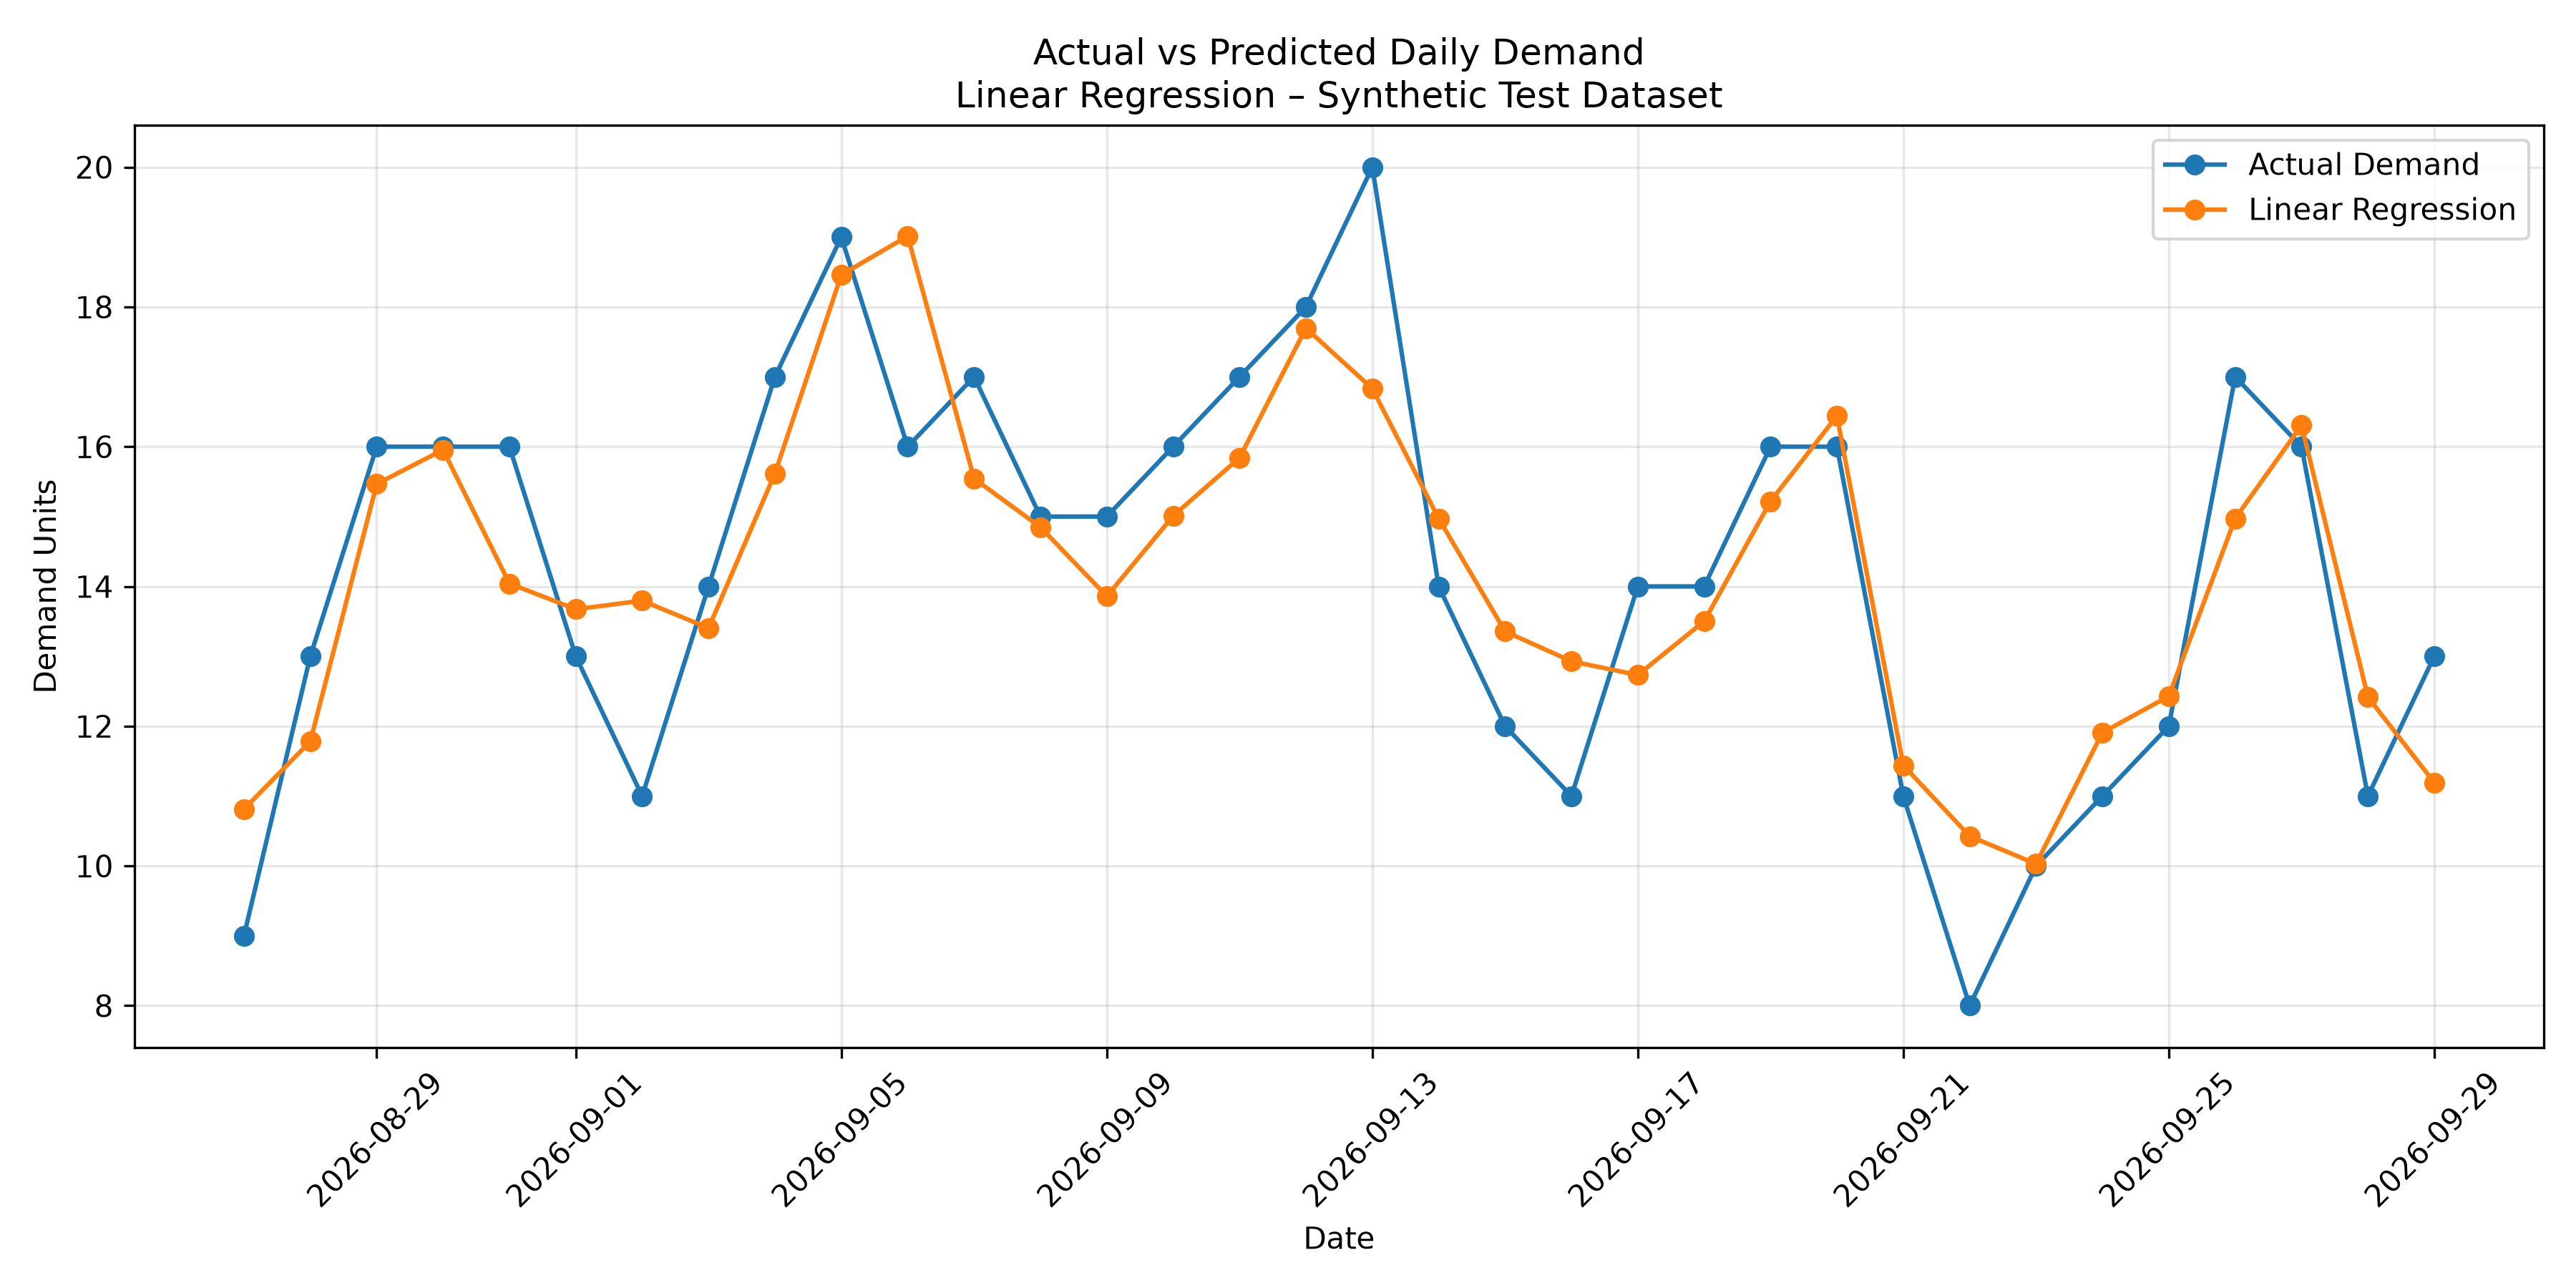 Actual vs Predicted Daily Demand
Linear Regression – Synthetic Test Dataset
Actual Demand
Linear Regression
Demand Units
20
18
16
14
12
10
8
2026-08-29
2026-09-01
2026-09-05
2026-09-09
2026-09-13
2026-09-17
2026-09-21
2026-09-25
2026-09-29
Date